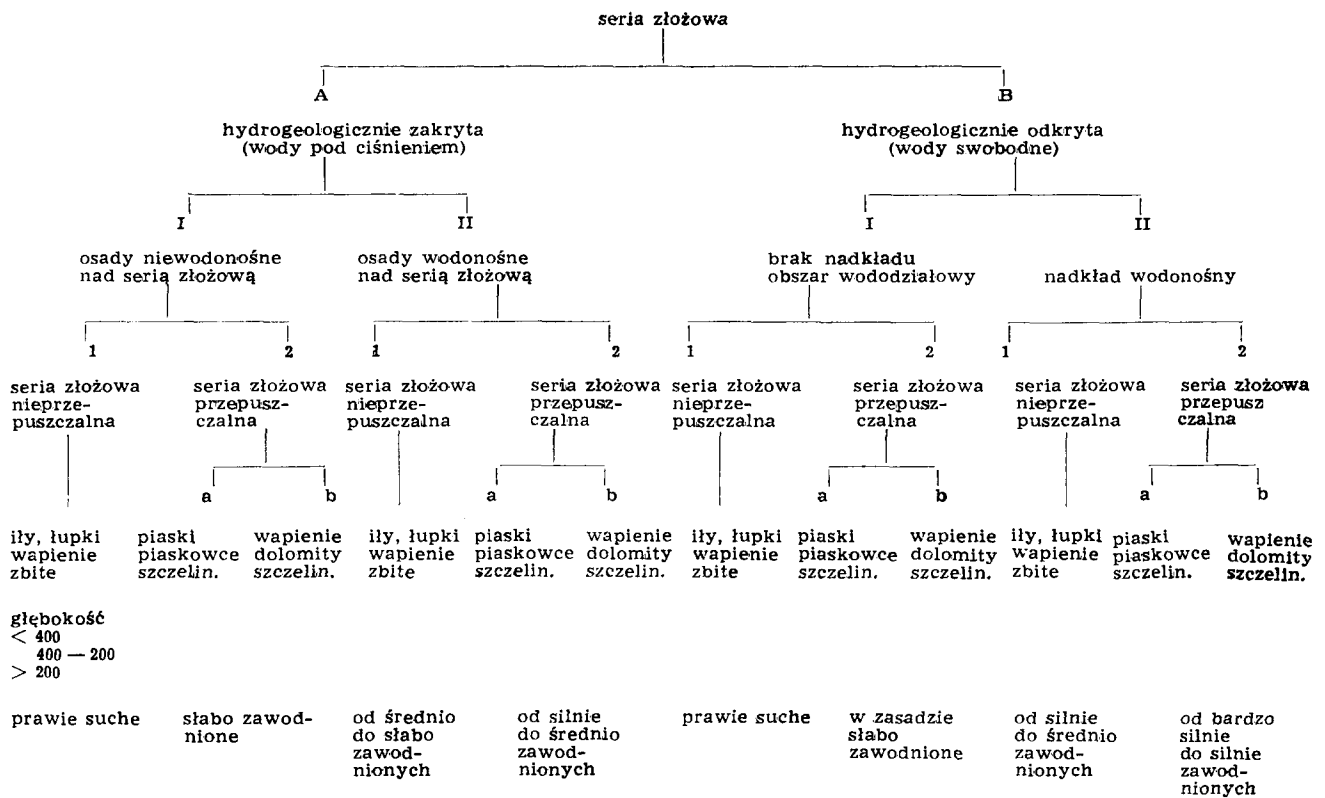 seria złożowa
A B
hydrogeologicznie zakryta hydrogeologicznie odkryta
(wody pod ciśnieniem) (wody swobodne)
I II I II
osady niewodonośne osady wodonośne brak nadkładu
nad serią złożową nad serią złożową obszar wododziałowy nadkład wodonośny
1 2 1 2 1 2 1 2
seria złożowa seria złożowa seria złożowa seria złożowa seria złożowa seria złożowa seria złożowa seria złożowa
nieprze- przepusz- nieprze- przepusz- nieprze- przepusz- nieprze- przepusz
puszczalna czalna puszczalna czalna puszczalna czalna puszczalna czalna
a b a b a b a b
iły, łupki piaski wapienie iły, łupki piaski wapienie iły, łupki piaski wapienie iły, łupki piaski wapienie
wapienie piaskowce dolomity wapienie piaskowce dolomity wapienie piaskowce dolomity wapienie piaskowce dolomity
zbite szczelin. szczelin. zbite szczelin. szczelin. zbite szczelin. szczelin. zbite szczelin. szczelin.
głębokość
< 400
400 — 200
> 200
prawie suche słabo zawod- od średnio od silnie prawie suche w zasadzie od silnie od bardzo
nione do słabo do średnio słabo do średnio silnie
zawod- zawod- zawodnione zawod- do silnie
nionych nionych nionych zawod-
nionych